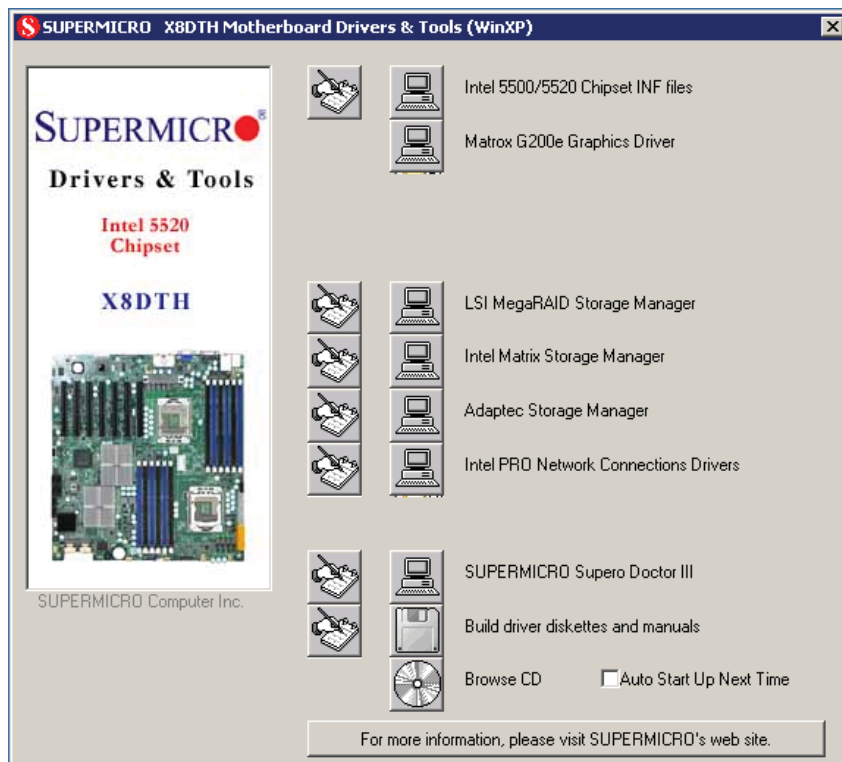 SUPERMICRO X8DTH Motherboard Drivers & Tools (WinXP)
SUPERMICRO®
Drivers & Tools
Intel 5520
Chipset
X8DTH
SUPERMICRO Computer Inc.
Intel 5500/5520 Chipset INF files
Matrox G200e Graphics Driver
LSI MegaRAID Storage Manager
Intel Matrix Storage Manager
Adaptec Storage Manager
Intel PRO Network Connections Drivers
SUPERMICRO Supero Doctor III
Build driver diskettes and manuals
Browse CD
Auto Start Up Next Time
For more information, please visit SUPERMICRO's web site.